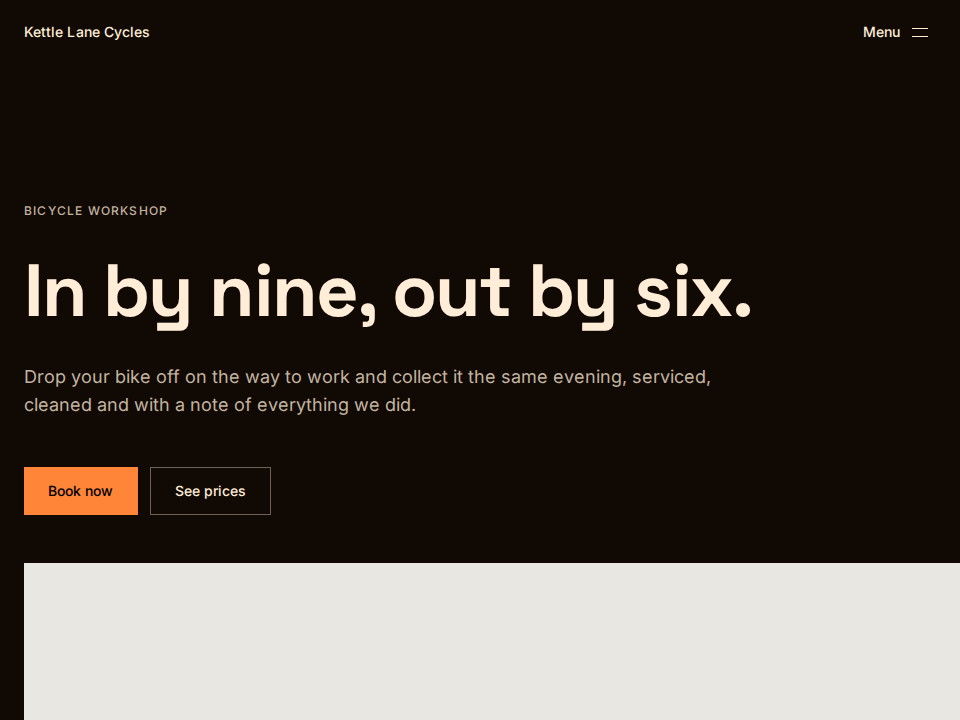 Kettle Lane Cycles
Menu
BICYCLE WORKSHOP
In by nine, out by six.
Drop your bike off on the way to work and collect it the same evening, serviced,
cleaned and with a note of everything we did.
Book now
See prices